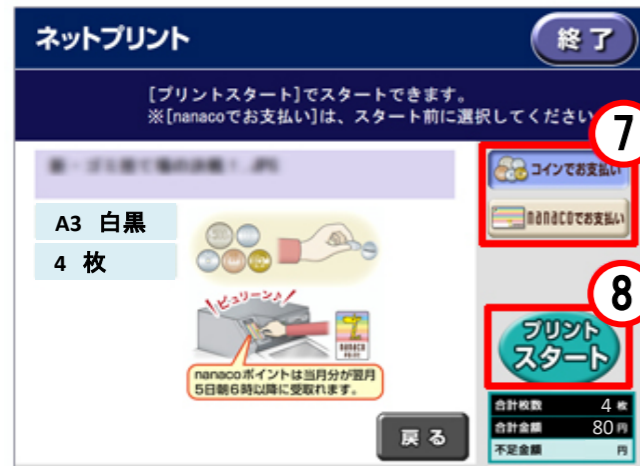 ネットプリント
終了
[プリントスタート]でスタートできます。
※[nanacoでお支払い]は、スタート前に選択してください
7
コインでお支払い
nanacoでお支払い
A3 白黒
4 枚
ピュリーン♪
nanacoポイントは当月分が翌月
5日朝6時以降に受取れます。
8
プリント
スタート
合計枚数 4 枚
合計金額 80 円
不足金額 円
戻る